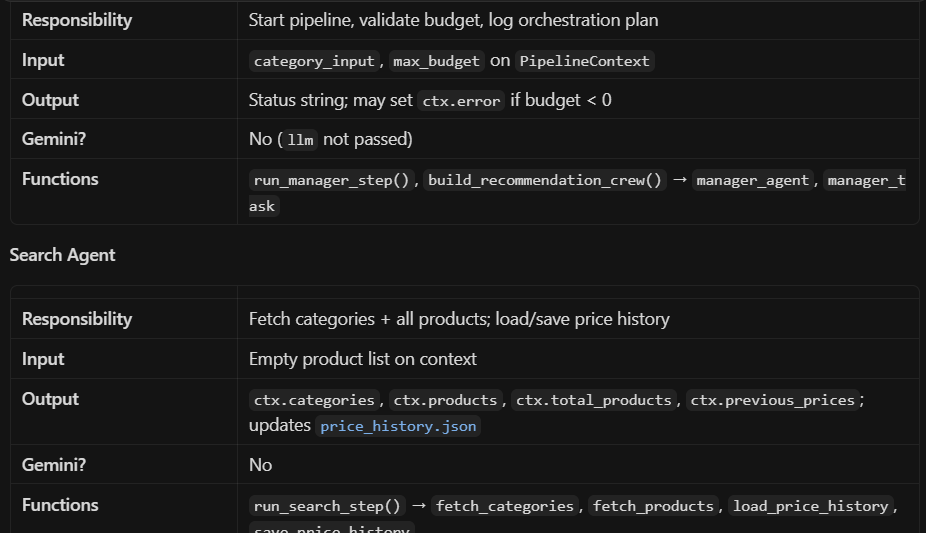 Responsibility Start pipeline, validate budget, log orchestration plan
Input category_input, max_budget on PipelineContext
Output Status string; may set ctx.error if budget < 0
Gemini? No (llm not passed)
Functions run_manager_step(), build_recommendation_crew() → manager_agent, manager_t
ask
Search Agent
Responsibility Fetch categories + all products; load/save price history
Input Empty product list on context
Output ctx.categories, ctx.products, ctx.total_products, ctx.previous_prices;
updates price_history.json
Gemini? No
Functions run_search_step() → fetch_categories, fetch_products, load_price_history,
save_price_history